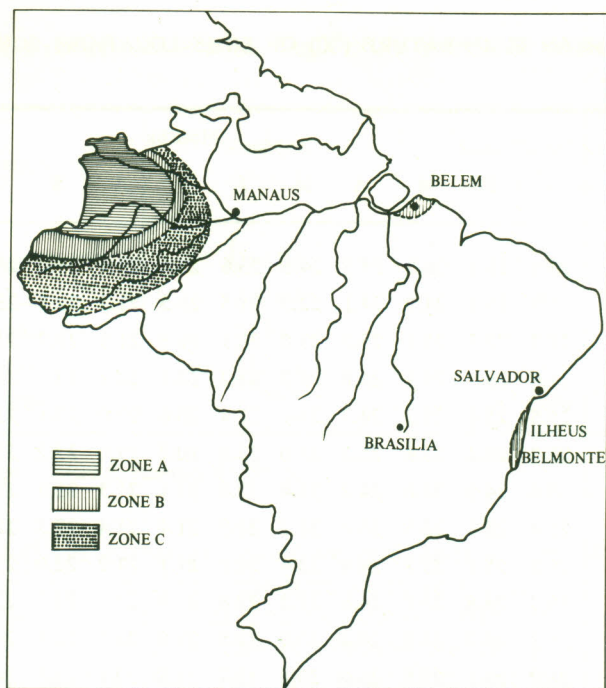 MANAUS
BELEM
SALVADOR
BRASILIA
ILHEUS
BELMONTE
ZONE A
ZONE B
ZONE C